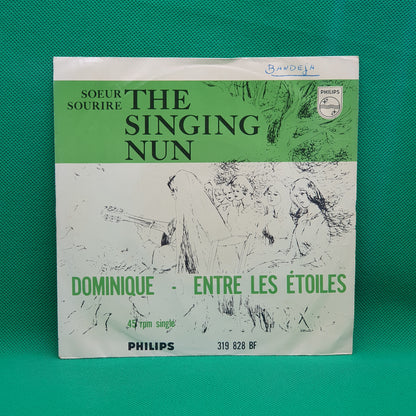 BANDEJA
SOEUR SOURIRE THE SINGING NUN
PHILIPS
DOMINIQUE - ENTRE LES ÉTOILES
45 rpm single
PHILIPS 319 828 BF